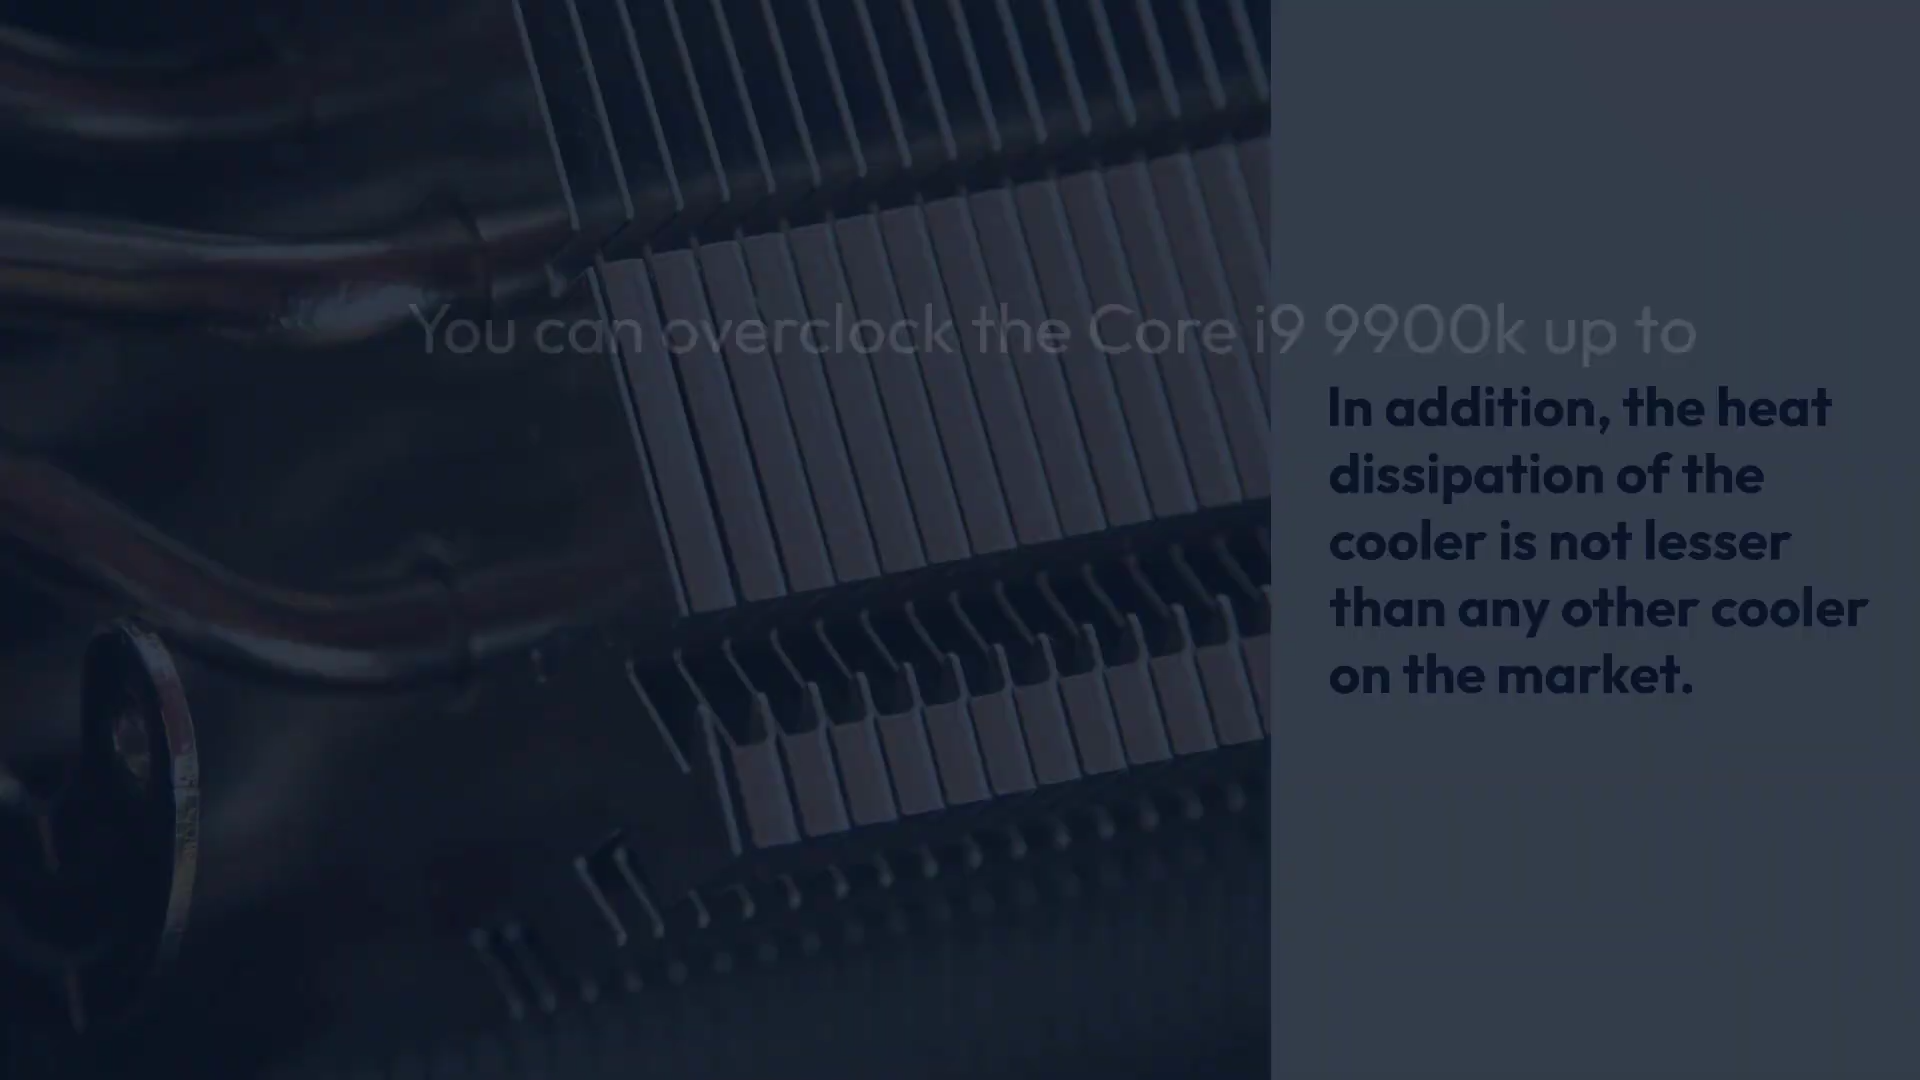 You can overclock the Core i9 9900k up to
In addition, the heat
dissipation of the
cooler is not lesser
than any other cooler
on the market.